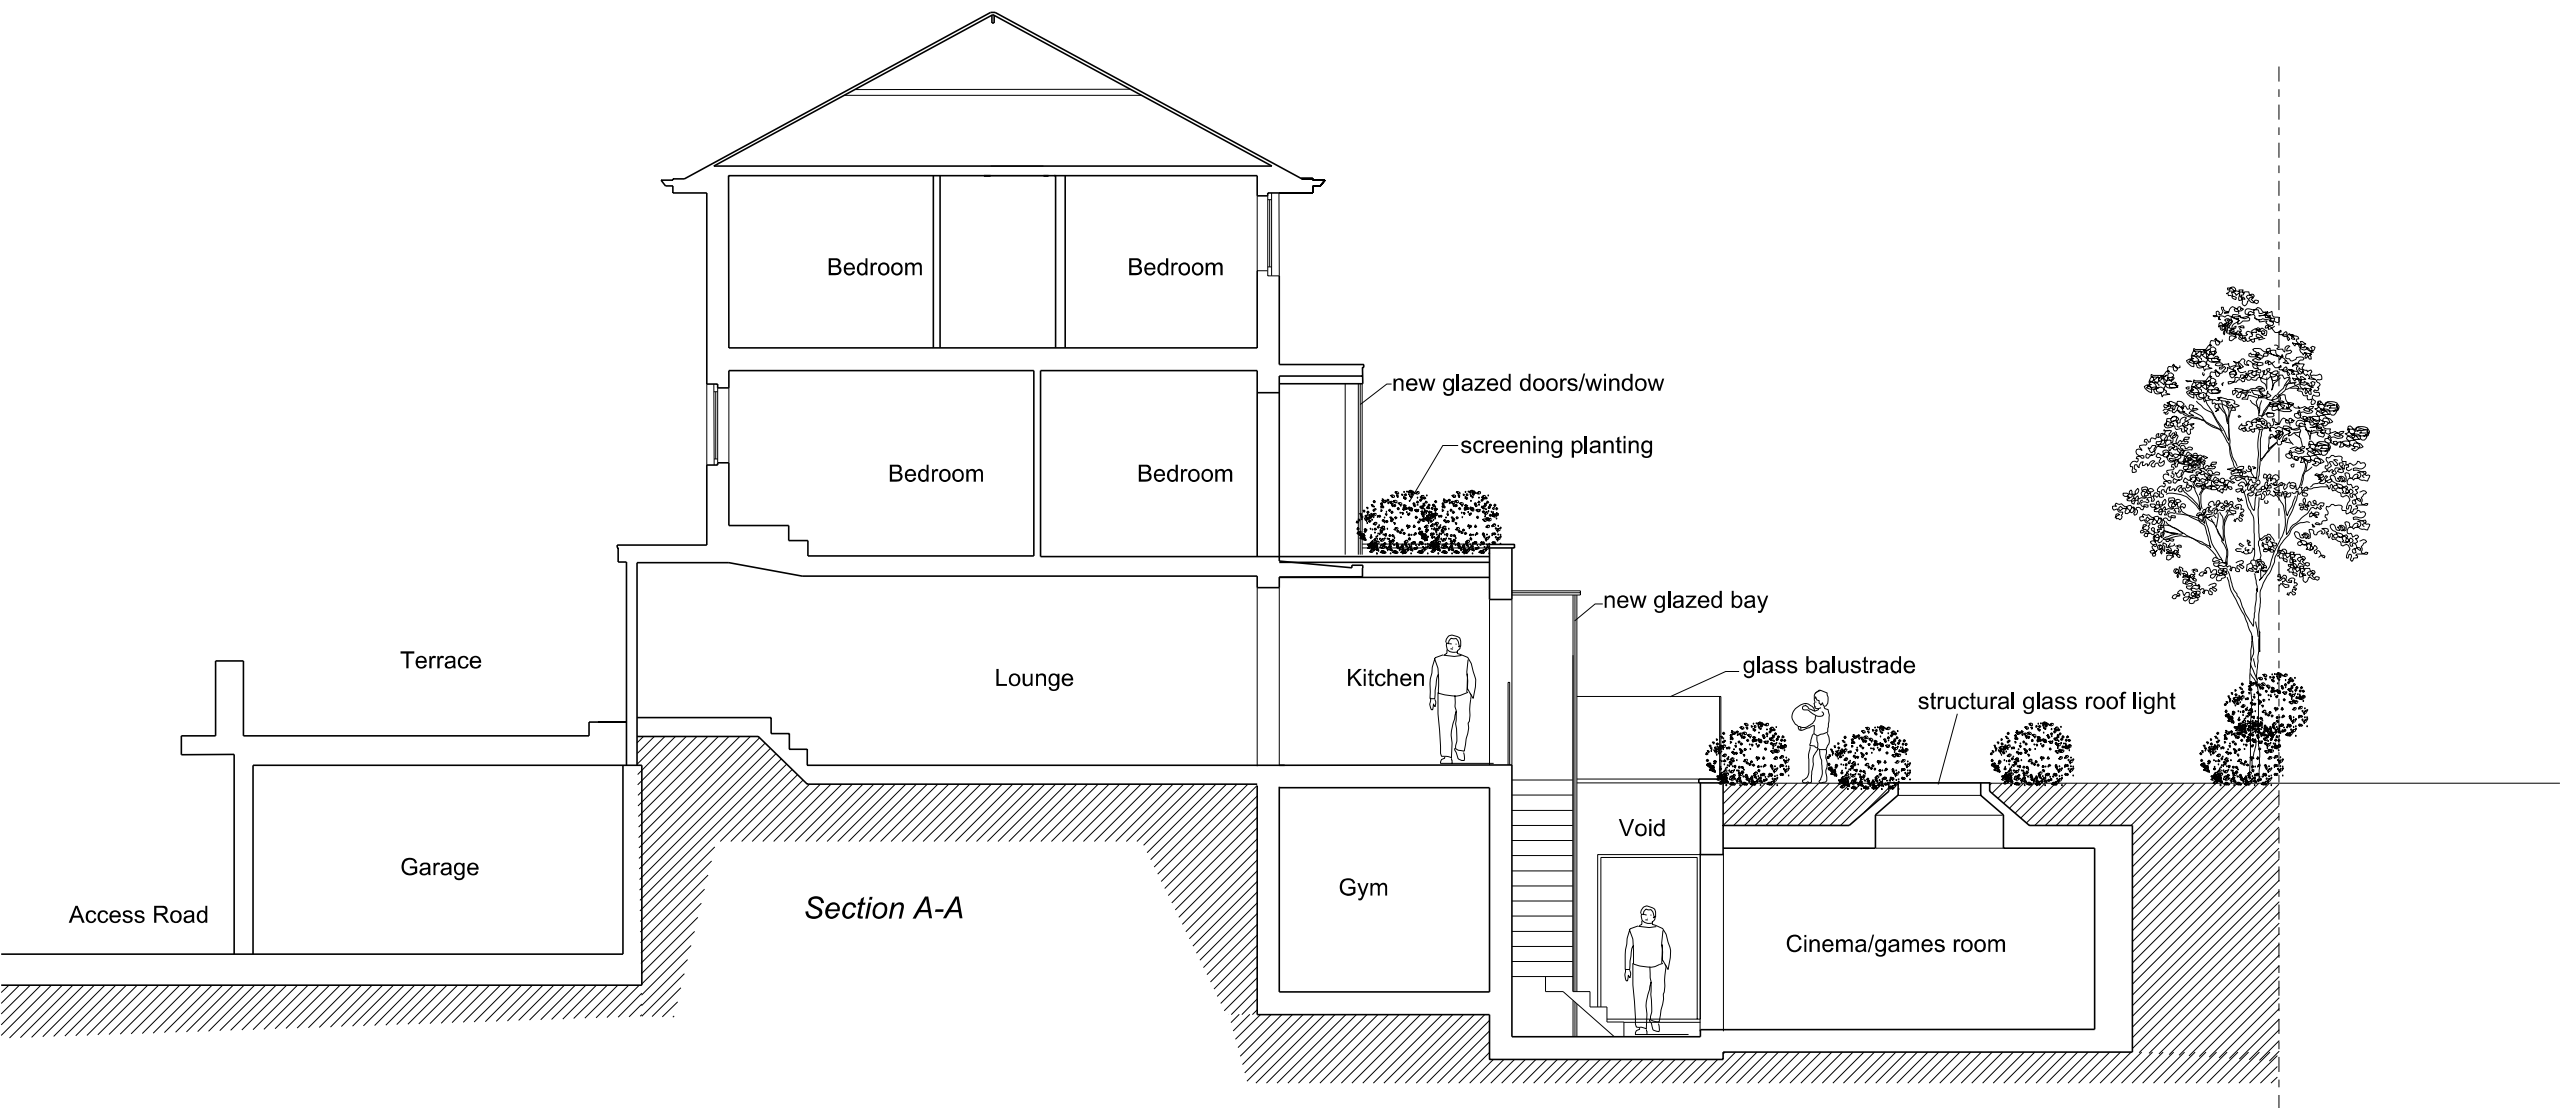 Bedroom
Bedroom
new glazed doors/window
screening planting
Bedroom
Bedroom
new glazed bay
Terrace
Lounge
Kitchen
glass balustrade
structural glass roof light
Void
Garage
Gym
Access Road
Section A-A
Cinema/games room